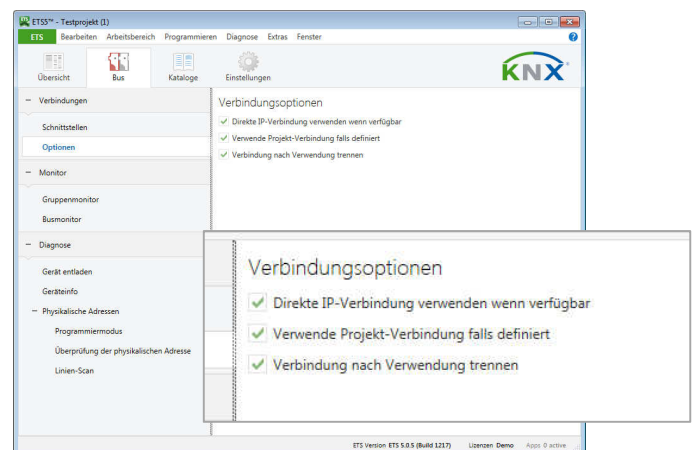 ETS5™ - Testprojekt (1)
ETS Bearbeiten Arbeitsbereich Programmieren Diagnose Extras Fenster
Übersicht Bus Kataloge Einstellungen
KNX
Verbindungen
Schnittstellen
Optionen
Monitor
Gruppenmonitor
Busmonitor
Diagnose
Gerät entladen
Geräteinfo
Physikalische Adressen
Programmiermodus
Überprüfung der physikalischen Adresse
Linien-Scan
Verbindungsoptionen
Direkte IP-Verbindung verwenden wenn verfügbar
Verwende Projekt-Verbindung falls definiert
Verbindung nach Verwendung trennen
Verbindungsoptionen
Direkte IP-Verbindung verwenden wenn verfügbar
Verwende Projekt-Verbindung falls definiert
Verbindung nach Verwendung trennen
ETS Version ETS 5.0.5 (Build 1217) Lizenzen Demo Apps 0 active